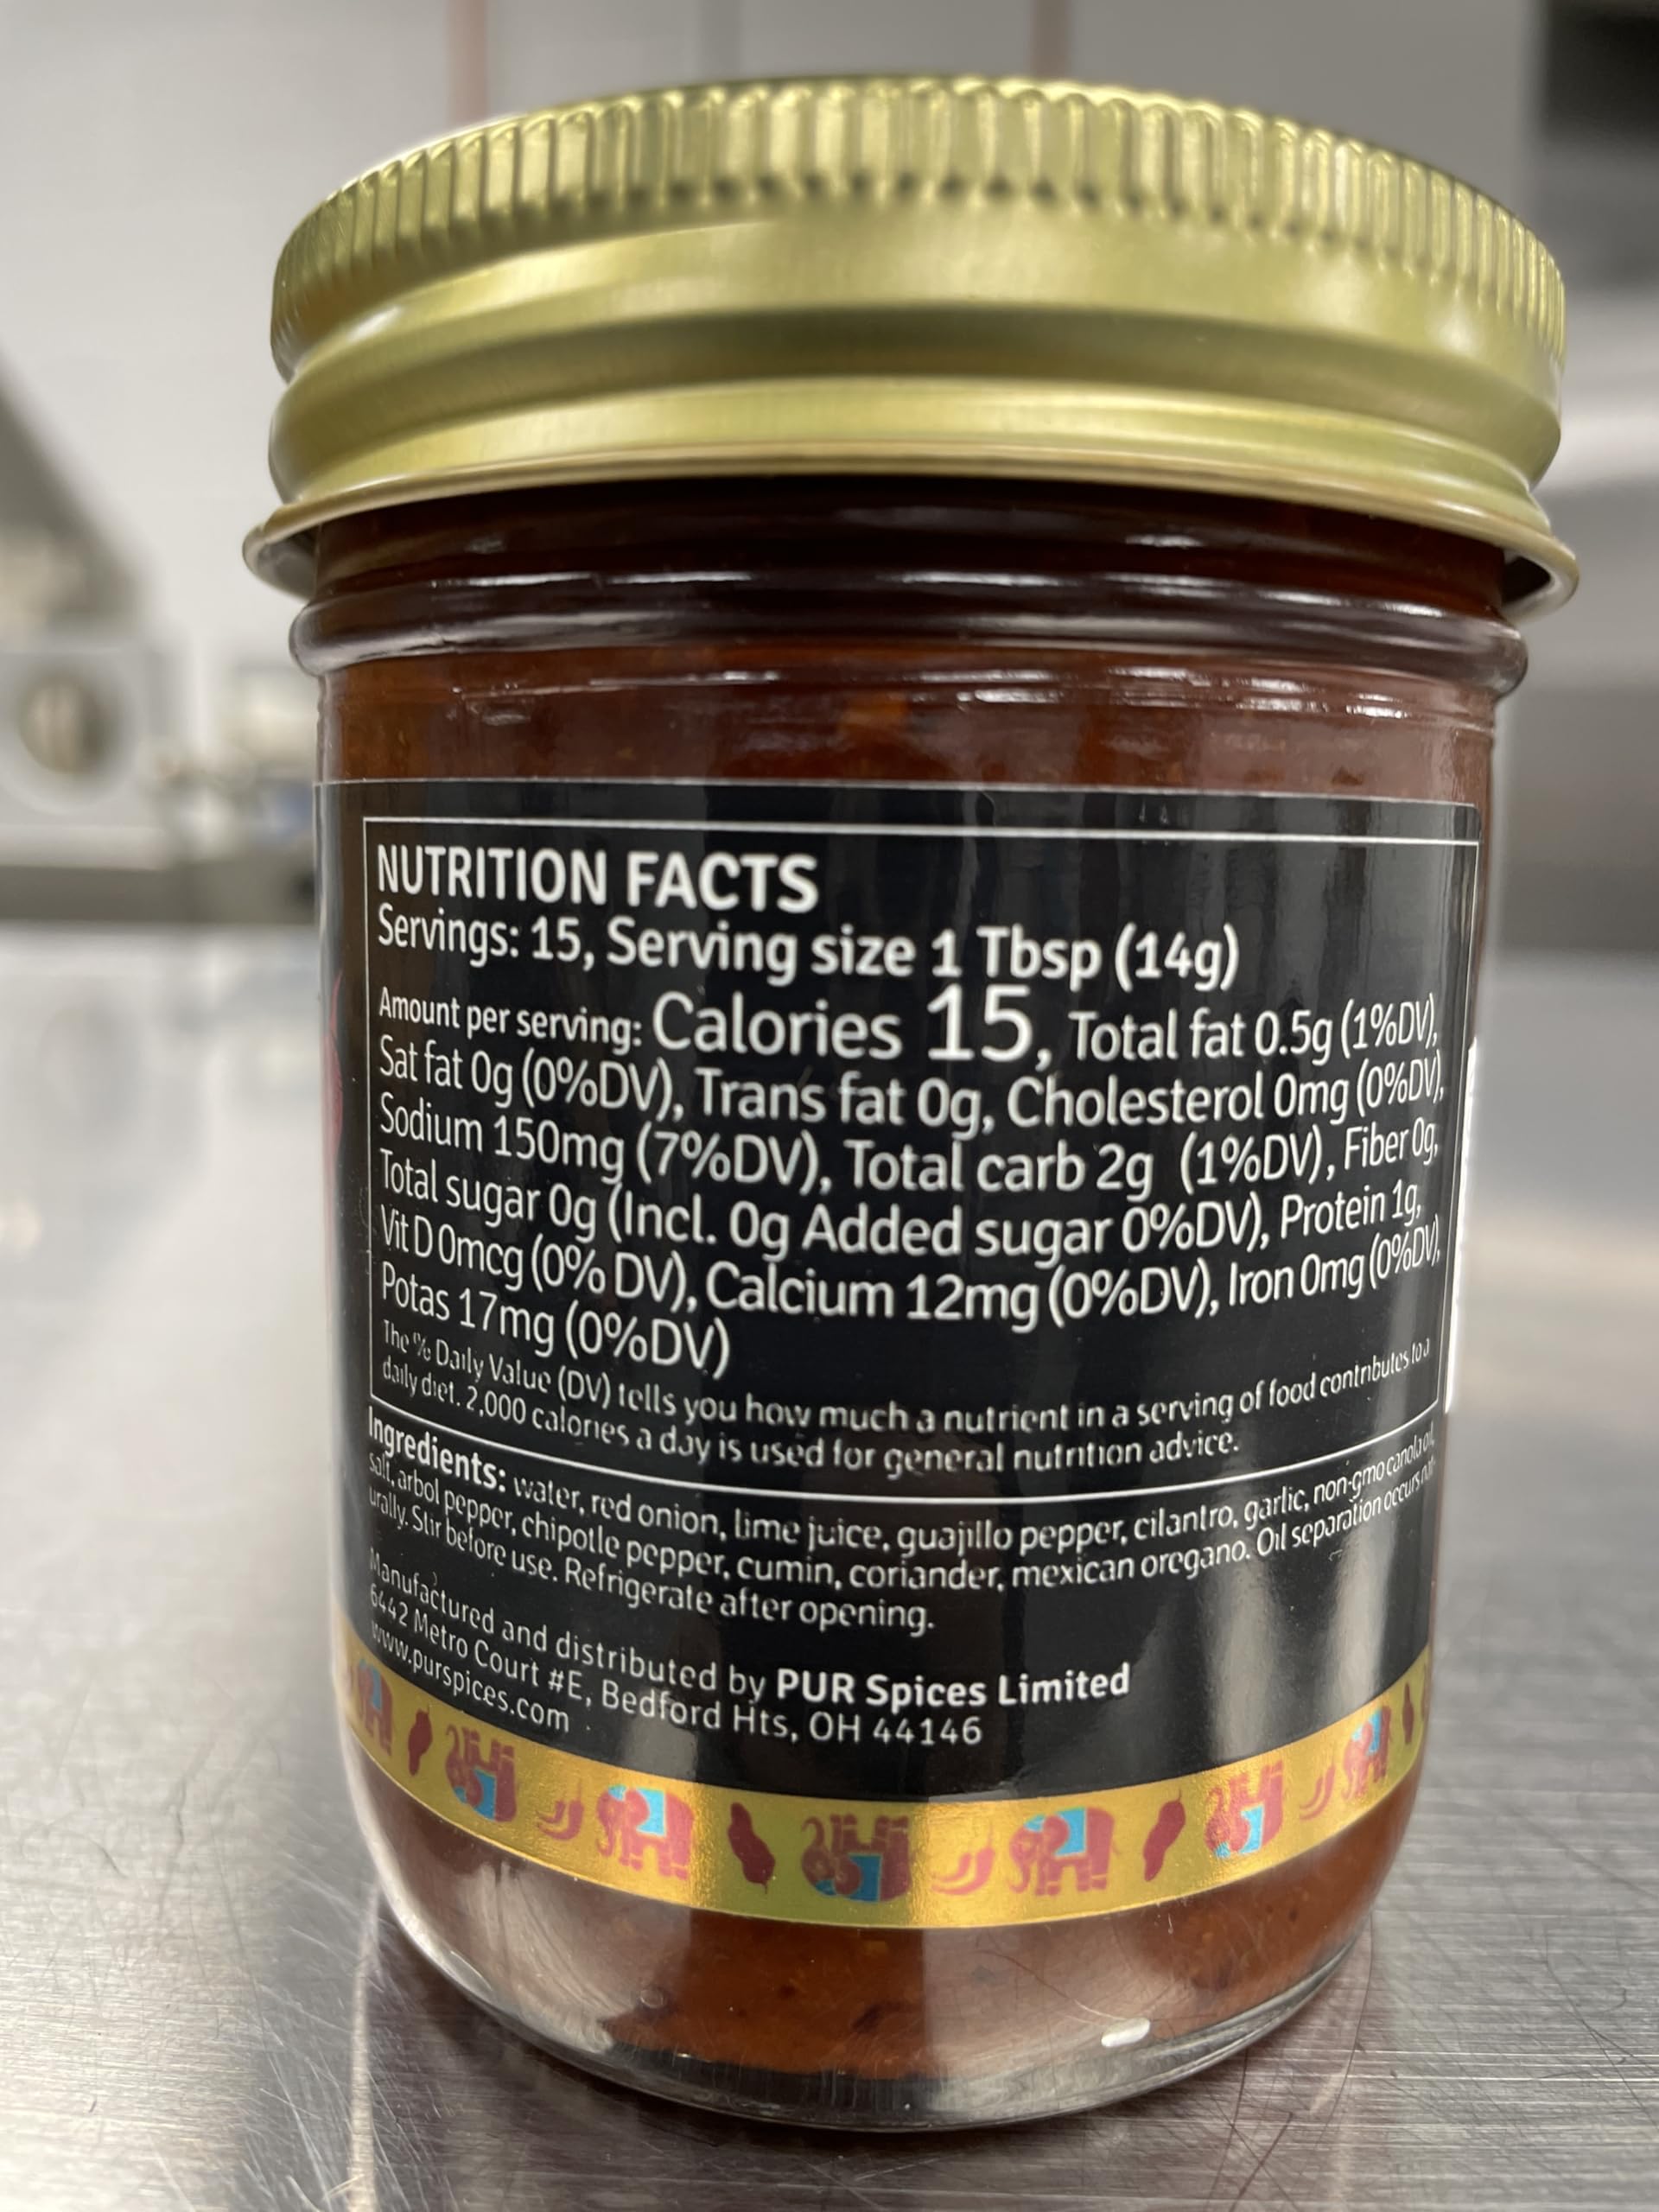 NUTRITION FACTS
Servings: 15, Serving size 1 Tbsp (14g)
Amount per serving: Calories 15, Total fat 0.5g (1%DV),
Sat fat 0g (0%DV), Trans fat 0g, Cholesterol 0mg (0%DV),
Sodium 150mg (7%DV), Total carb 2g (1%DV), Fiber 0g,
Total sugar 0g (Incl. 0g Added sugar 0%DV), Protein 1g,
Vit D 0mcg (0% DV), Calcium 12mg (0%DV), Iron 0mg (0%DV),
Potas 17mg (0%DV)
The % Daily Value (DV) tells you how much a nutrient in a serving of food contributes to a
daily diet. 2,000 calories a day is used for general nutrition advice.
Ingredients: water, red onion, lime juice, guajillo pepper, cilantro, garlic, non-gmo canola oil,
salt, arbol pepper, chipotle pepper, cumin, coriander, mexican oregano. Oil separation occurs nat-
urally. Stir before use. Refrigerate after opening.
Manufactured and distributed by PUR Spices Limited
6442 Metro Court #E, Bedford Hts, OH 44146
www.purspices.com